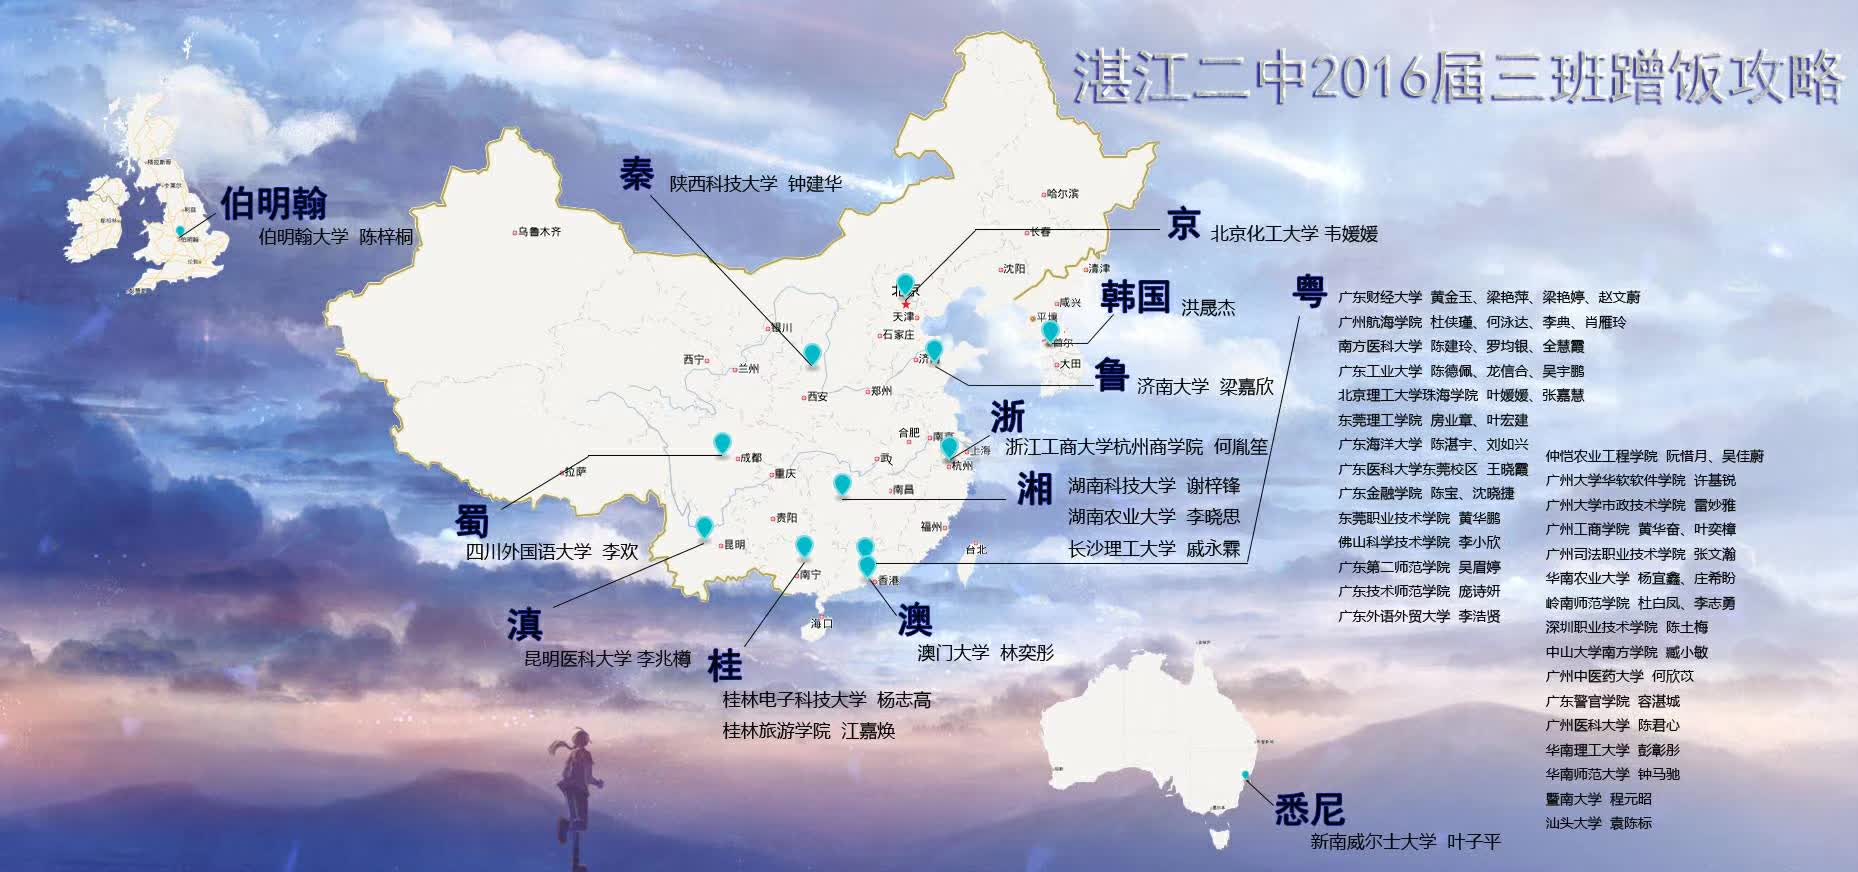 湛江二中2016届三班蹭饭攻略
伯明翰
伯明翰大学 陈梓桐
秦
陕西科技大学 钟建华
京
北京化工大学 韦媛媛
韩国
洪晟杰
鲁
济南大学 梁嘉欣
浙
浙江工商大学杭州商学院 何胤笙
湘
湖南科技大学 谢梓锋
湖南农业大学 李晓思
长沙理工大学 戚永霖
蜀
四川外国语大学 李欢
滇
昆明医科大学 李兆樽
桂
桂林电子科技大学 杨志高
桂林旅游学院 江嘉焕
澳
澳门大学 林奕彤
粤
广东财经大学 黄金玉、梁艳萍、梁艳婷、赵文蔚
广州航海学院 杜侠瑾、何泳达、李典、肖雁玲
南方医科大学 陈建玲、罗均银、全慧霞
广东工业大学 陈德佩、龙信合、吴宇鹏
北京理工大学珠海学院 叶媛媛、张嘉慧
东莞理工学院 房业章、叶宏建
广东海洋大学 陈湛宇、刘如兴
广东医科大学东莞校区 王晓霞
广东金融学院 陈宝、沈晓捷
东莞职业技术学院 黄华鹏
佛山科学技术学院 李小欣
广东第二师范学院 吴眉婷
广东技术师范学院 庞诗妍
广东外语外贸大学 李浩贤
仲恺农业工程学院 阮惜月、吴佳蔚
广州大学华软软件学院 许基锐
广州大学市政技术学院 雷妙雅
广州工商学院 黄华奋、叶奕樟
广州司法职业技术学院 张文瀚
华南农业大学 杨宜鑫、庄希盼
岭南师范学院 杜白凤、李志勇
深圳职业技术学院 陈土梅
中山大学南方学院 臧小敏
广州中医药大学 何欣苡
广东警官学院 容湛城
广州医科大学 陈君心
华南理工大学 彭彰彤
华南师范大学 钟马驰
暨南大学 程元昭
汕头大学 袁陈标
悉尼
新南威尔士大学 叶子平
乌鲁木齐
哈尔滨
长春
沈阳
清津
咸兴
平壤
首尔
大田
北京
天津
石家庄
银川
西宁
兰州
西安
郑州
合肥
上海
杭州
成都
重庆
拉萨
南昌
贵阳
昆明
福州
台北
南宁
香港
海口
伯明翰